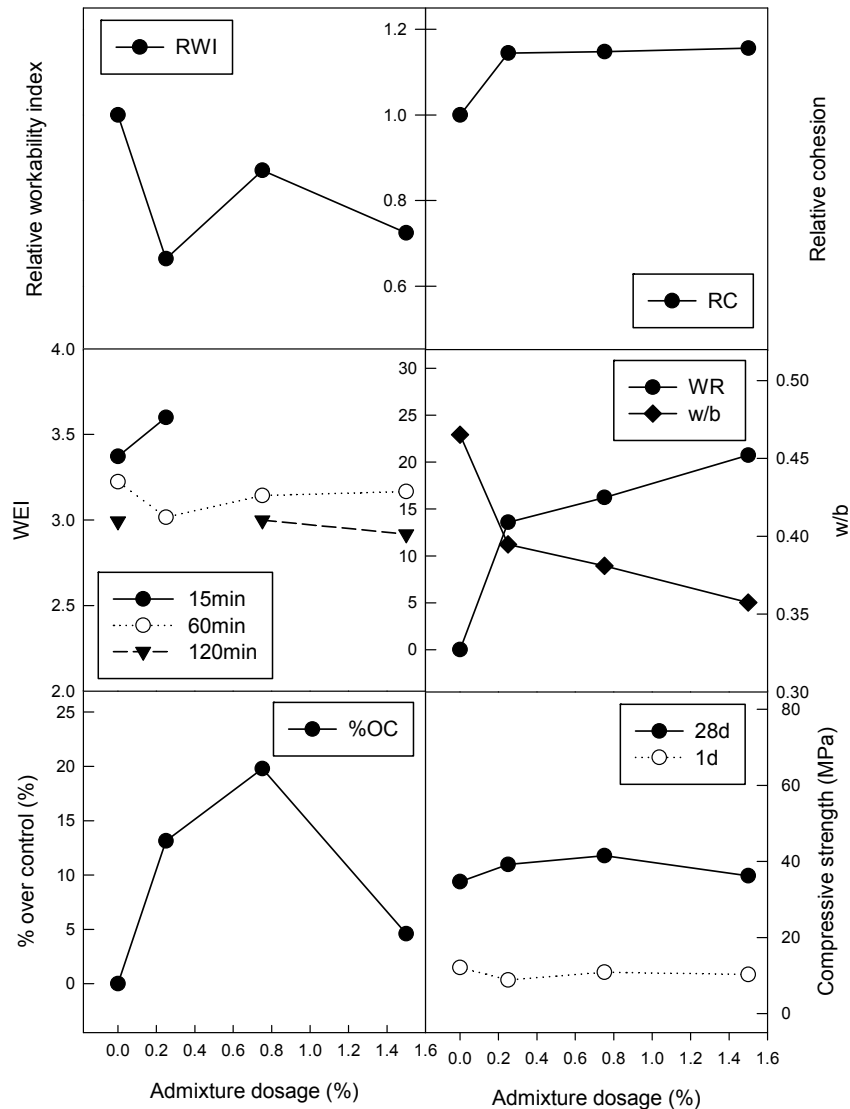 RWI
1.2
1.0
0.8
0.6
Relative workability index
Relative cohesion
RC
4.0
3.5
3.0
2.5
2.0
WEI
15min
60min
120min
30
25
20
15
10
5
0
WR
w/b
0.50
0.45
0.40
0.35
0.30
w/b
25
20
15
10
5
0
% over control (%)
%OC
28d
1d
80
60
40
20
0
Compressive strength (MPa)
0.0 0.2 0.4 0.6 0.8 1.0 1.2 1.4 1.6
0.0 0.2 0.4 0.6 0.8 1.0 1.2 1.4 1.6
Admixture dosage (%)
Admixture dosage (%)